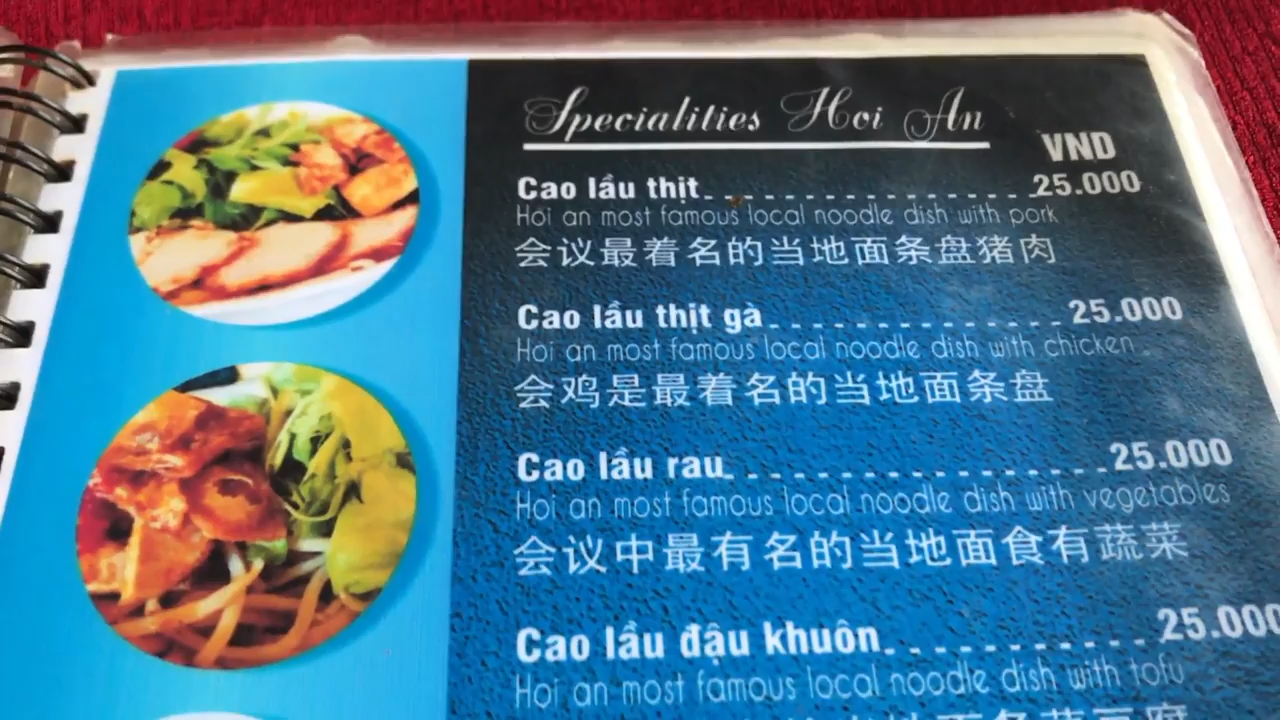 Specialities Hoi An
VND
Cao lầu thịt 25.000
Hoi an most famous local noodle dish with pork
会议最着名的当地面条盘猪肉
Cao lầu thịt gà 25.000
Hoi an most famous local noodle dish with chicken
会鸡是最着名的当地面条盘
Cao lầu rau 25.000
Hoi an most famous local noodle dish with vegetables
会议中最有名的当地面食有蔬菜
Cao lầu đậu khuôn 25.000
Hoi an most famous local noodle dish with tofu